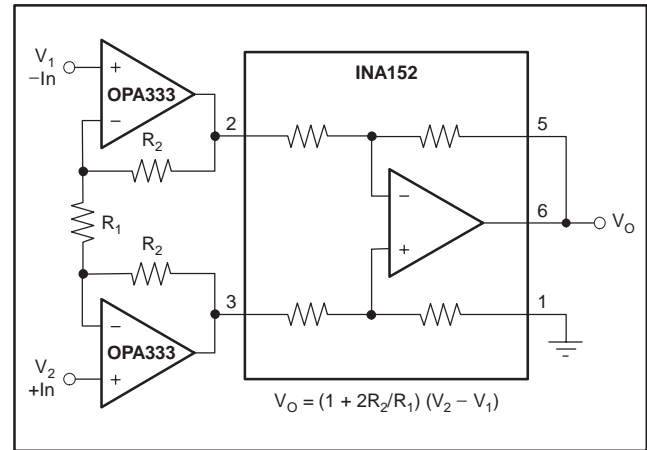 V1
−In
OPA333
R2
R1
R2
OPA333
V2
+In
INA152
2
5
6
3
1
VO
VO = (1 + 2R2/R1) (V2 − V1)